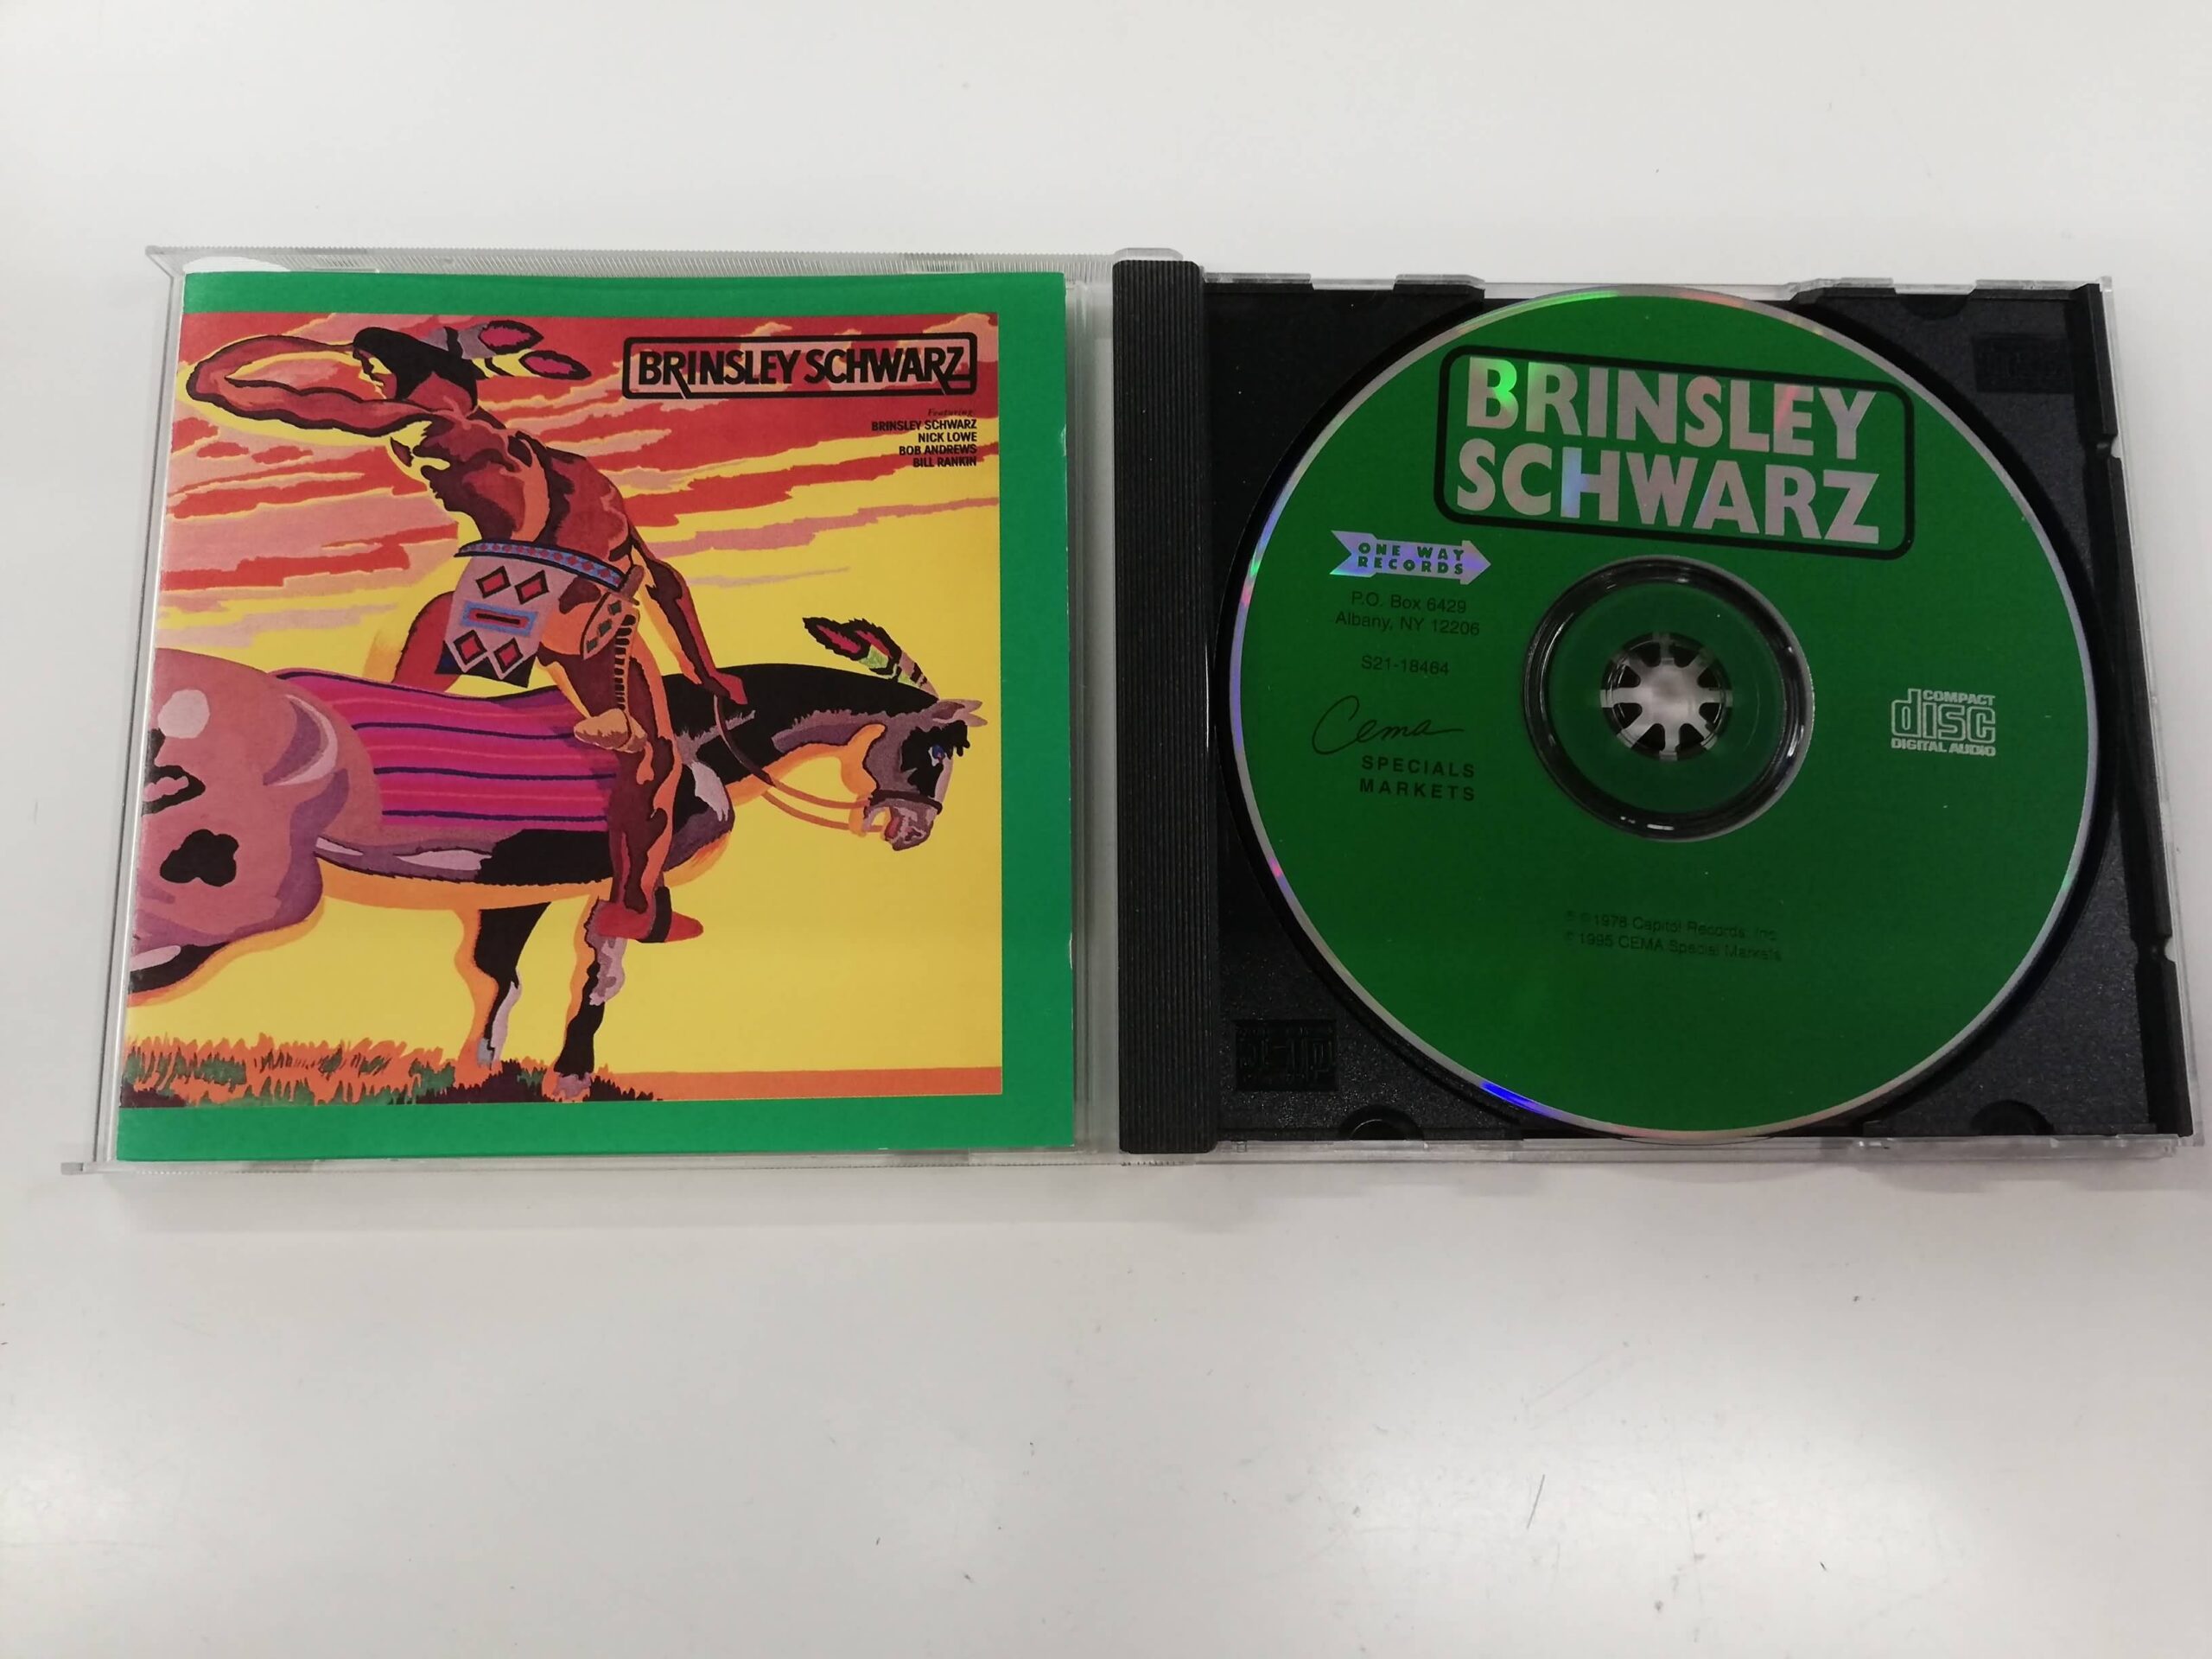 BRINSLEY SCHWARZ
Featuring
BRINSLEY SCHWARZ
NICK LOWE
BOB ANDREWS
BILL RANKIN
BRINSLEY
SCHWARZ
ONE WAY
RECORDS
P.O. Box 6429
Albany, NY 12206
S21-18464
Cema
SPECIALS
MARKETS
COMPACT
disc
DIGITAL AUDIO
℗ ©1978 Capitol Records, Inc.
© 1995 CEMA Special Markets